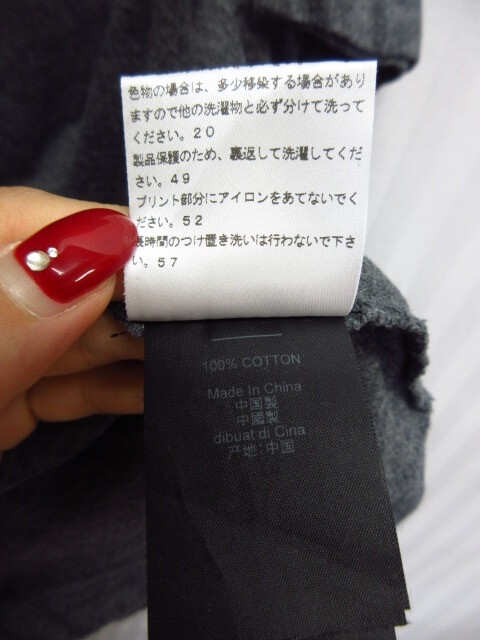 色物の場合は、多少移染する場合があり
ますので他の洗濯物と必ず分けて洗って
ください。20
製品保護のため、裏返して洗濯してくだ
さい。49
プリント部分にアイロンをあてないでく
ださい。52
長時間のつけ置き洗いは行わないで下さ
い。57
100% COTTON
Made In China
中国製
中國製
dibuat di Cina
产地:中国